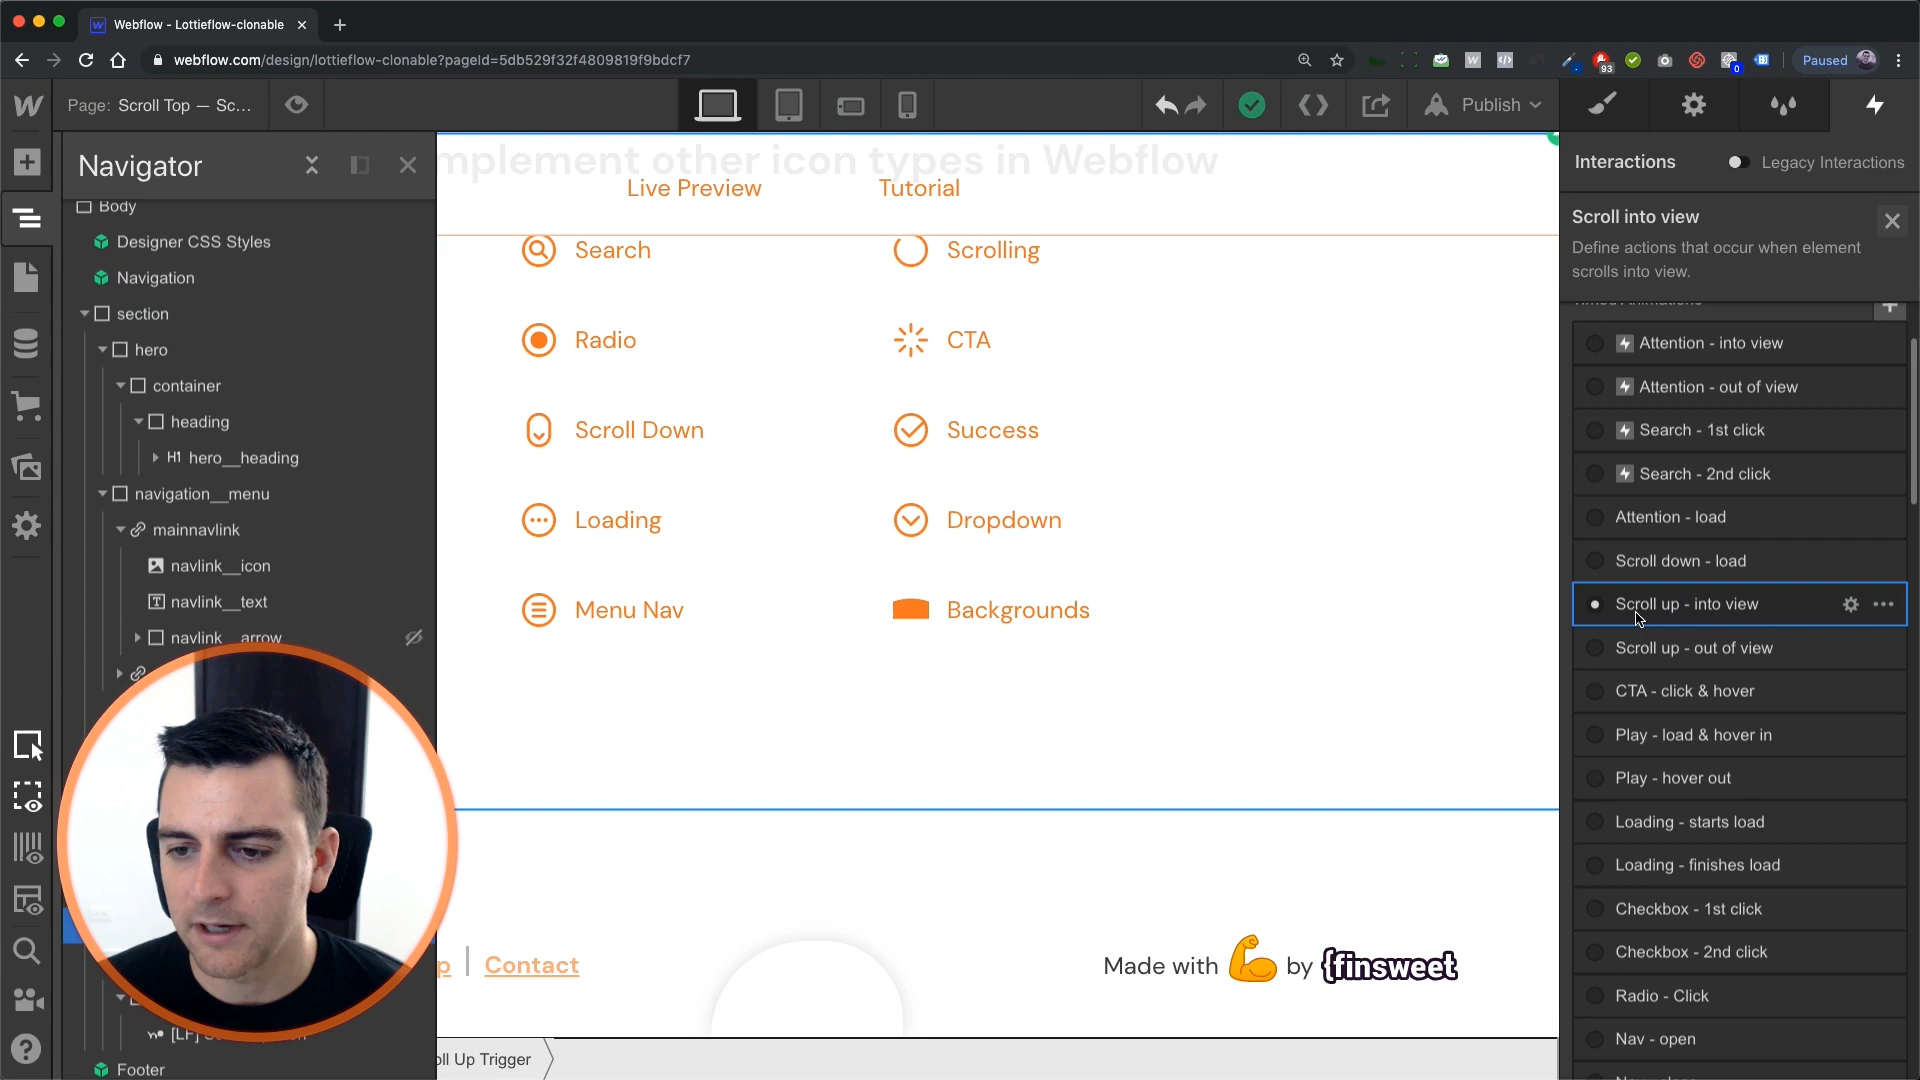 Webflow - Lottieflow-clonable
webflow.com/design/lottieflow-clonable?pageId=5db529f32f4809819f9bdcf7
93
0
Paused
Page: Scroll Top — Sc...
Publish
Navigator
Body
Designer CSS Styles
Navigation
section
hero
container
heading
H1 hero__heading
navigation__menu
mainnavlink
navlink__icon
navlink__text
navlink__arrow
[LF]
Footer
mplement other icon types in Webflow
Live Preview
Tutorial
Search
Scrolling
Radio
CTA
Scroll Down
Success
Loading
Dropdown
Menu Nav
Backgrounds
p
Contact
Made with
by
{finsweet
oll Up Trigger
Interactions
Legacy Interactions
Scroll into view
Define actions that occur when element
scrolls into view.
Timed Animations
Attention - into view
Attention - out of view
Search - 1st click
Search - 2nd click
Attention - load
Scroll down - load
Scroll up - into view
Scroll up - out of view
CTA - click & hover
Play - load & hover in
Play - hover out
Loading - starts load
Loading - finishes load
Checkbox - 1st click
Checkbox - 2nd click
Radio - Click
Nav - open